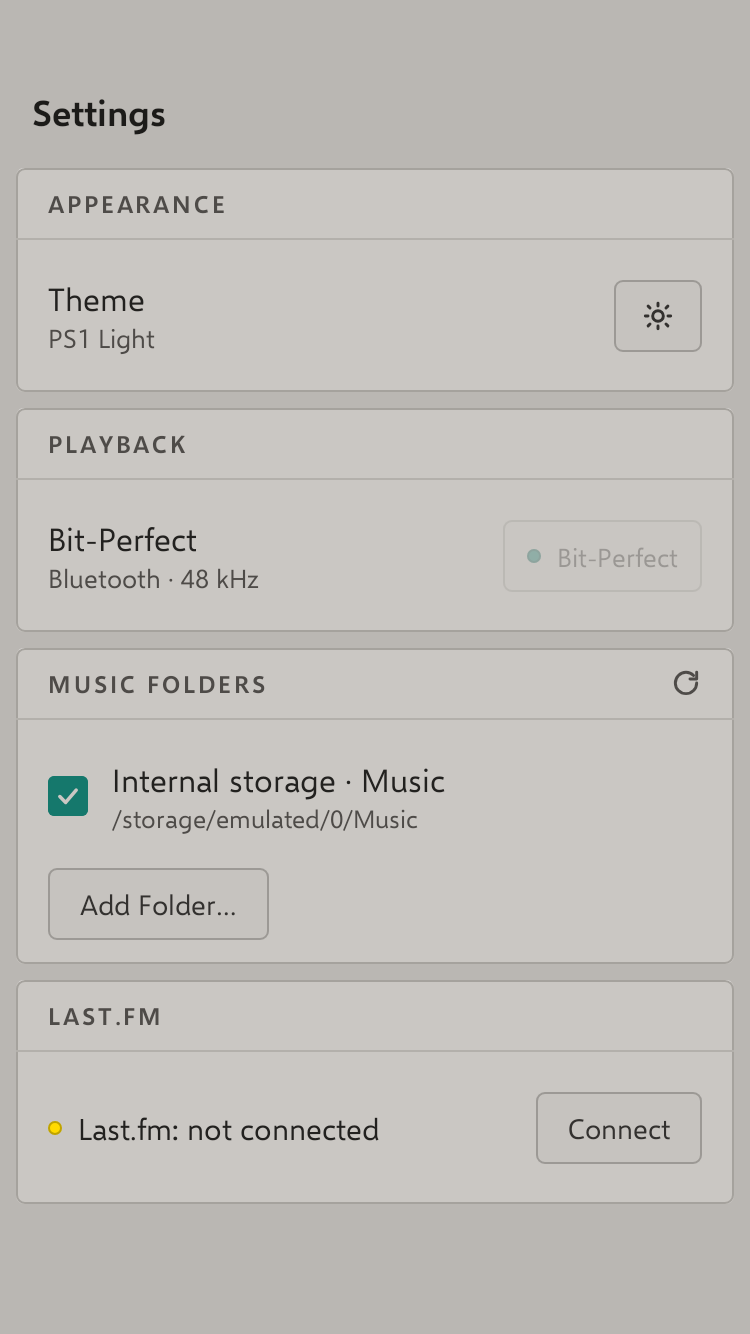 Settings
APPEARANCE
Theme
PS1 Light
PLAYBACK
Bit-Perfect
Bluetooth · 48 kHz
Bit-Perfect
MUSIC FOLDERS
Internal storage · Music
/storage/emulated/0/Music
Add Folder...
LAST.FM
Last.fm: not connected
Connect